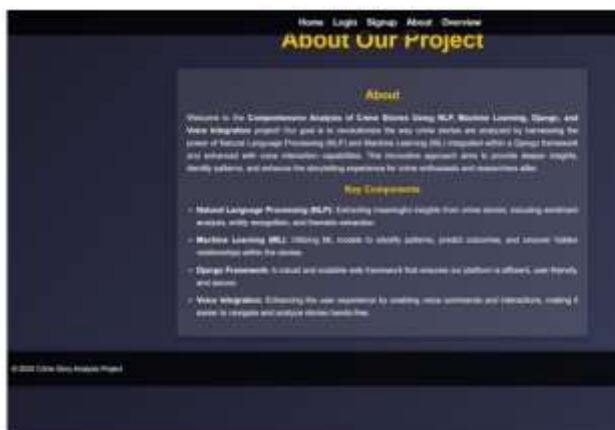 Home Login Signup About Overview
About Our Project
About
Welcome to the Comprehensive Analysis of Crime Stories Using NLP, Machine Learning, Django, and
Voice Integration project! Our goal is to revolutionize the way crime stories are analyzed by harnessing the
power of Natural Language Processing (NLP) and Machine Learning (ML) integrated within a Django framework
and enhanced with voice interaction capabilities. This innovative approach aims to provide deeper insights,
identify patterns, and enhance the storytelling experience for crime enthusiasts and researchers alike.
Key Components
Natural Language Processing (NLP): Extracting meaningful insights from crime stories, including sentiment
analysis, entity recognition, and thematic extraction.
Machine Learning (ML): Utilizing ML models to identify patterns, predict outcomes, and uncover hidden
relationships within the stories.
Django Framework: A robust and scalable web framework that ensures our platform is efficient, user-friendly,
and secure.
Voice Integration: Enhancing the user experience by enabling voice commands and interactions, making it
easier to navigate and analyze stories hands-free.
Crime Story Analysis Project